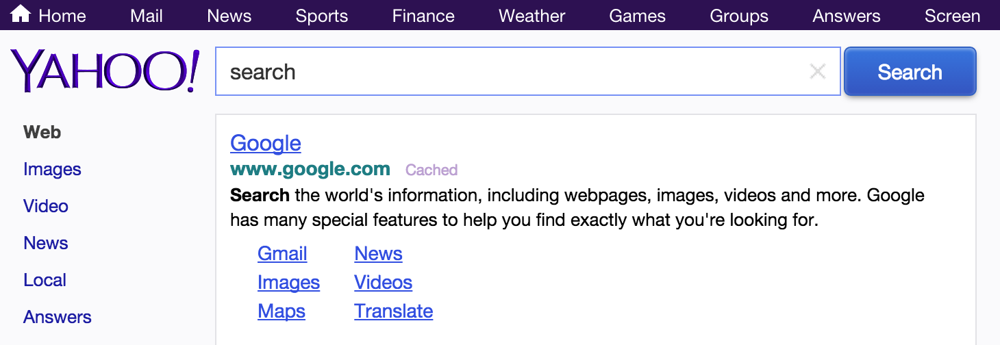 Home Mail News Sports Finance Weather Games Groups Answers Screen
YAHOO!
search
Search
Web
Images
Video
News
Local
Answers
Google
www.google.com Cached
Search the world's information, including webpages, images, videos and more. Google
has many special features to help you find exactly what you're looking for.
Gmail News
Images Videos
Maps Translate